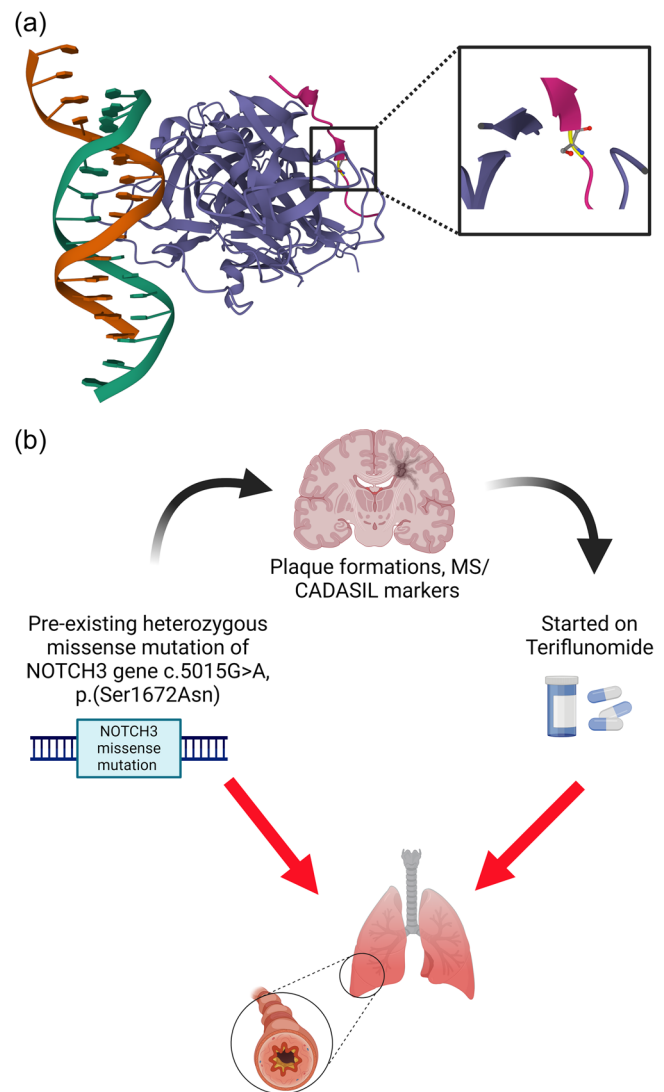 (a)
(b)
Plaque formations, MS/
CADASIL markers
Pre-existing heterozygous
missense mutation of
NOTCH3 gene c.5015G>A,
p.(Ser1672Asn)
NOTCH3
missense
mutation
Started on
Teriflunomide